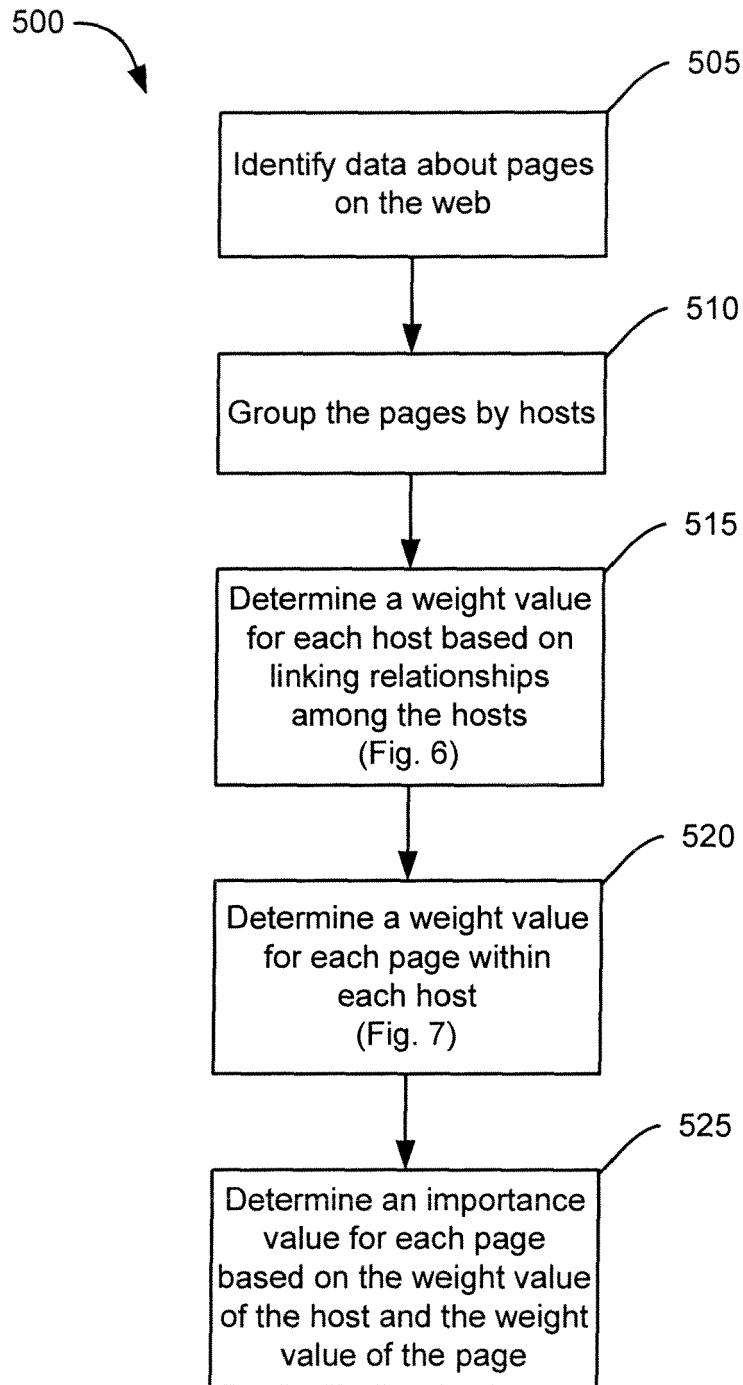 500
505
Identify data about pages
on the web
510
Group the pages by hosts
515
Determine a weight value
for each host based on
linking relationships
among the hosts
(Fig. 6)
520
Determine a weight value
for each page within
each host
(Fig. 7)
525
Determine an importance
value for each page
based on the weight value
of the host and the weight
value of the page